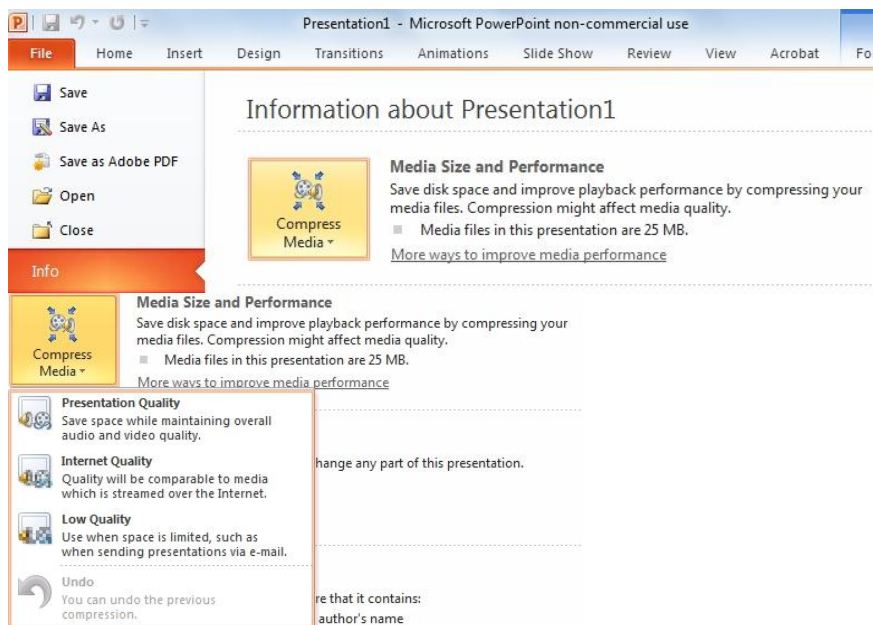 Presentation1 - Microsoft PowerPoint non-commercial use
File Home Insert Design Transitions Animations Slide Show Review View Acrobat Fo
Save
Save As
Save as Adobe PDF
Open
Close
Info
Information about Presentation1
Compress
Media
Media Size and Performance
Save disk space and improve playback performance by compressing your
media files. Compression might affect media quality.
Media files in this presentation are 25 MB.
More ways to improve media performance
Compress
Media
Media Size and Performance
Save disk space and improve playback performance by compressing your
media files. Compression might affect media quality.
Media files in this presentation are 25 MB.
More ways to improve media performance
Presentation Quality
Save space while maintaining overall
audio and video quality.
Internet Quality
Quality will be comparable to media
which is streamed over the Internet.
Low Quality
Use when space is limited, such as
when sending presentations via e-mail.
Undo
You can undo the previous
compression.
hange any part of this presentation.
re that it contains:
author's name